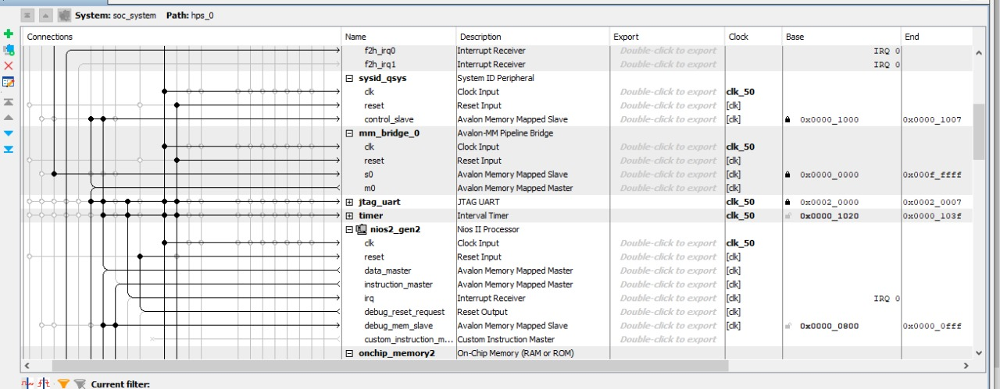 System: soc_system Path: hps_0
Connections Name Description Export Clock Base End
f2h_irq0 Interrupt Receiver Double-click to export IRQ 0
f2h_irq1 Interrupt Receiver Double-click to export IRQ 0
sysid_qsys System ID Peripheral
clk Clock Input Double-click to export clk_50
reset Reset Input Double-click to export [clk]
control_slave Avalon Memory Mapped Slave Double-click to export [clk] 0x0000_1000 0x0000_1007
mm_bridge_0 Avalon-MM Pipeline Bridge
clk Clock Input Double-click to export clk_50
reset Reset Input Double-click to export [clk]
s0 Avalon Memory Mapped Slave Double-click to export [clk] 0x0000_0000 0x000f_ffff
m0 Avalon Memory Mapped Master Double-click to export [clk]
jtag_uart JTAG UART clk_50 0x0002_0000 0x0002_0007
timer Interval Timer clk_50 0x0000_1020 0x0000_103f
nios2_gen2 Nios II Processor
clk Clock Input Double-click to export clk_50
reset Reset Input Double-click to export [clk]
data_master Avalon Memory Mapped Master Double-click to export [clk]
instruction_master Avalon Memory Mapped Master Double-click to export [clk]
irq Interrupt Receiver Double-click to export [clk] IRQ 0
debug_reset_request Reset Output Double-click to export [clk]
debug_mem_slave Avalon Memory Mapped Slave Double-click to export [clk] 0x0000_0800 0x0000_0fff
custom_instruction_m... Custom Instruction Master Double-click to export
onchip_memory2 On-Chip Memory (RAM or ROM)
Current filter: